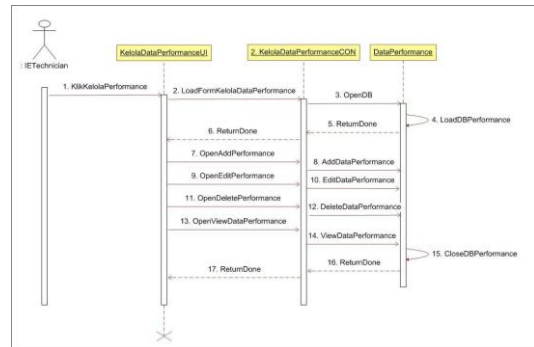 KelolaDataPerformanceUI
2. KelolaDataPerformanceCON
DataPerformance
: IETechnician
1. KlikKelolaPerformance
2. LoadFormKelolaDataPerformance
3. OpenDB
4. LoadDBPerformance
5. ReturnDone
6. ReturnDone
7. OpenAddPerformance
8. AddDataPerformance
9. OpenEditPerformance
10. EditDataPerformance
11. OpenDeletePerformance
12. DeleteDataPerformance
13. OpenViewDataPerformance
14. ViewDataPerformance
15. CloseDBPerformance
16. ReturnDone
17. ReturnDone